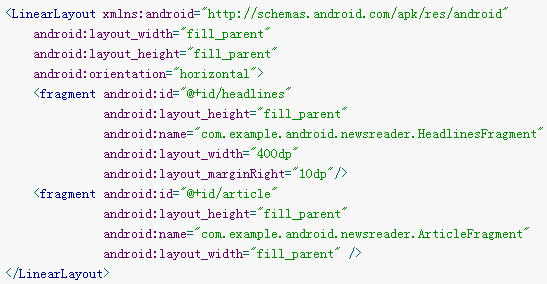 <LinearLayout xmlns:android="http://schemas.android.com/apk/res/android"
    android:layout_width="fill_parent"
    android:layout_height="fill_parent"
    android:orientation="horizontal">
    <fragment android:id="@+id/headlines"
              android:layout_height="fill_parent"
              android:name="com.example.android.newsreader.HeadlinesFragment"
              android:layout_width="400dp"
              android:layout_marginRight="10dp"/>
    <fragment android:id="@+id/article"
              android:layout_height="fill_parent"
              android:name="com.example.android.newsreader.ArticleFragment"
              android:layout_width="fill_parent" />
</LinearLayout>